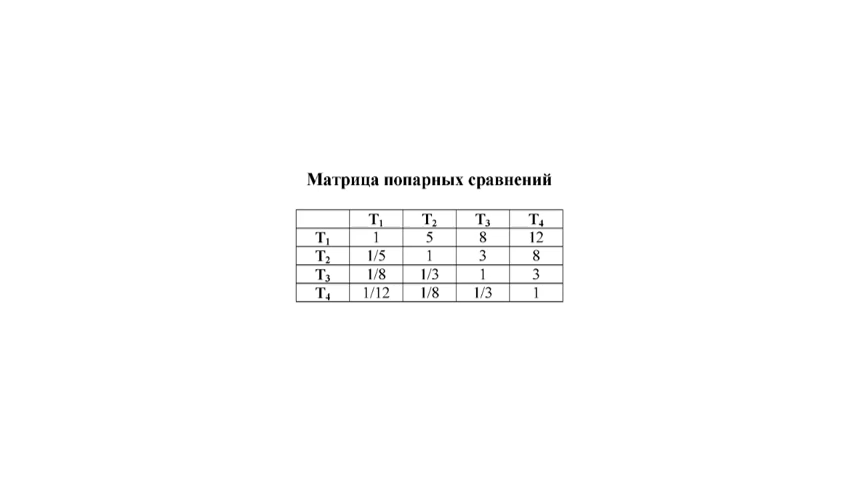 Матрица попарных сравнений
T₁ T₂ T₃ T₄
T₁ 1 5 8 12
T₂ 1/5 1 3 8
T₃ 1/8 1/3 1 3
T₄ 1/12 1/8 1/3 1